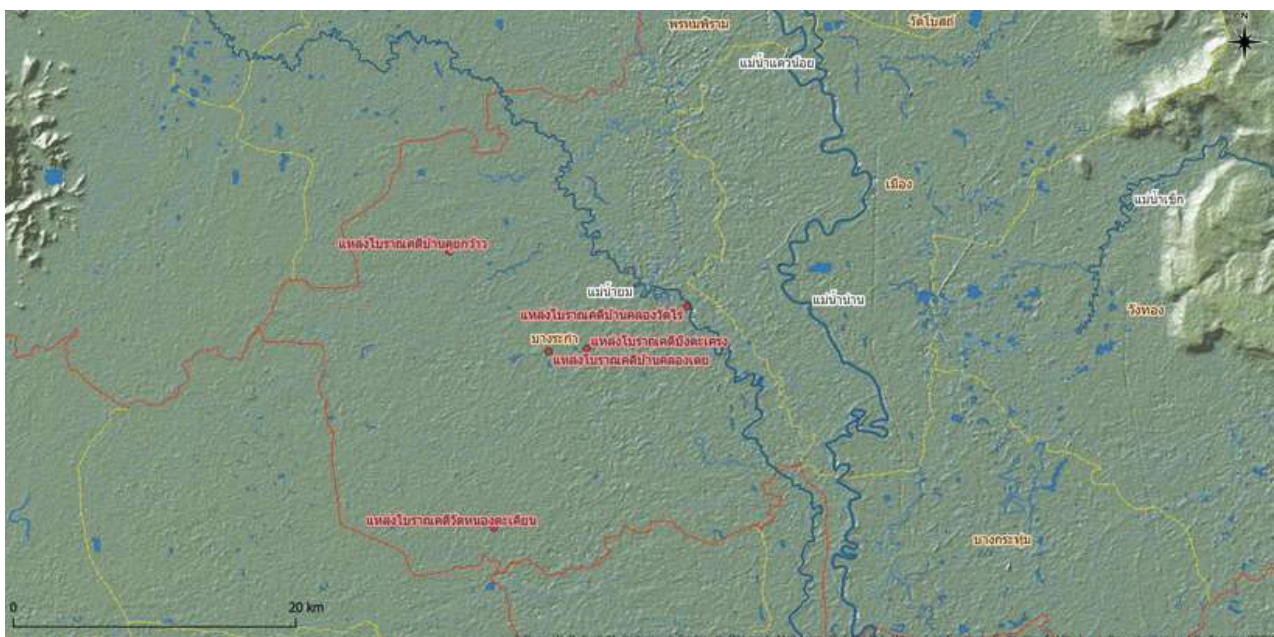 พรหมพิราม
วัดโบสถ์
N
แม่น้ำแควน้อย
เมือง
แม่น้ำเข็ก
แหล่งโบราณคดีบ้านคุยกว้าว
แม่น้ำยม
แม่น้ำน่าน
วังทอง
แหล่งโบราณคดีบ้านคลองวัดไร่
บางระกำ
แหล่งโบราณคดีบึงตะเครง
แหล่งโบราณคดีบ้านคลองเตย
แหล่งโบราณคดีวัดหนองตะเคียน
บางกระทุ่ม
0
20 km